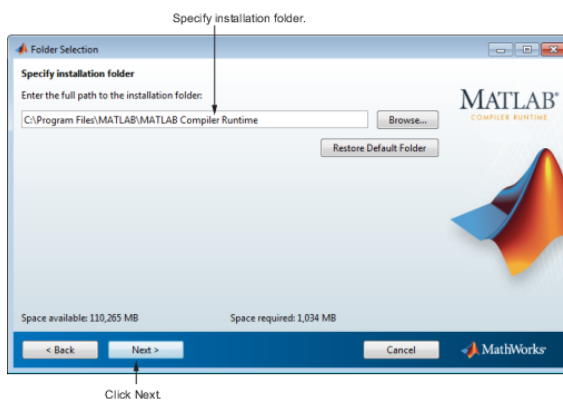 Specify installation folder.
Folder Selection
Specify installation folder
Enter the full path to the installation folder:
C:\Program Files\MATLAB\MATLAB Compiler Runtime
Browse...
Restore Default Folder
MATLAB®
COMPILER RUNTIME
Space available: 110,265 MB
Space required: 1,034 MB
< Back
Next >
Cancel
MathWorks®
Click Next.